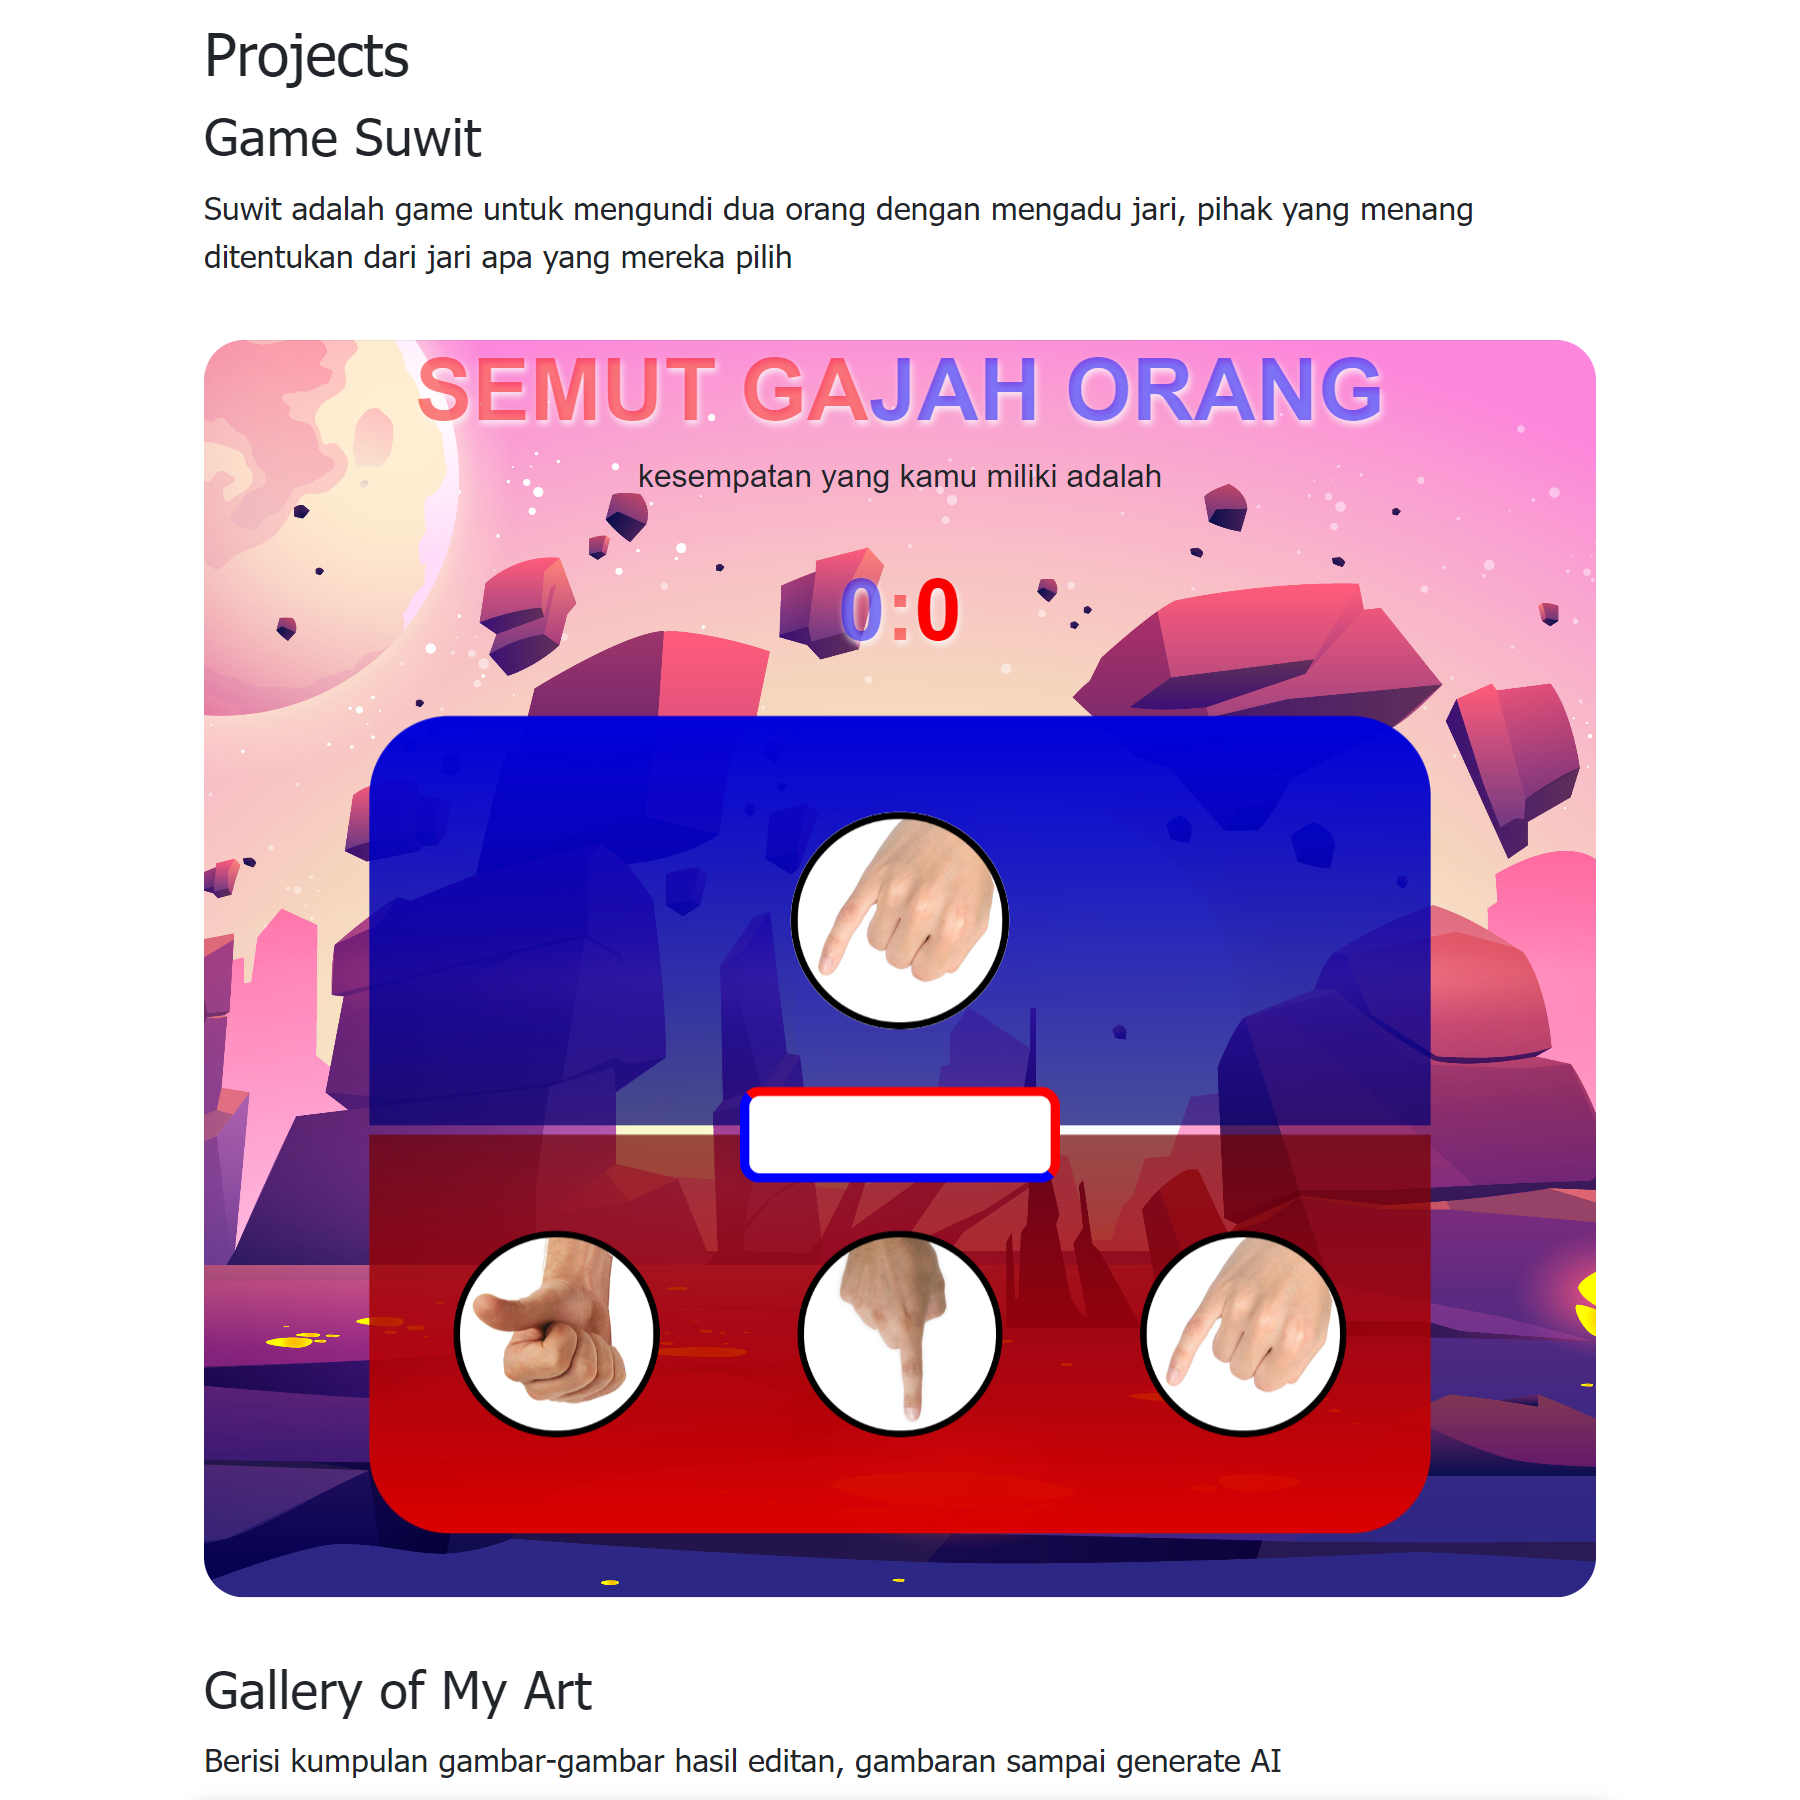 Projects
Game Suwit
Suwit adalah game untuk mengundi dua orang dengan mengadu jari, pihak yang menang
ditentukan dari jari apa yang mereka pilih
SEMUT GAJAH ORANG
kesempatan yang kamu miliki adalah
0:0
Gallery of My Art
Berisi kumpulan gambar-gambar hasil editan, gambaran sampai generate AI